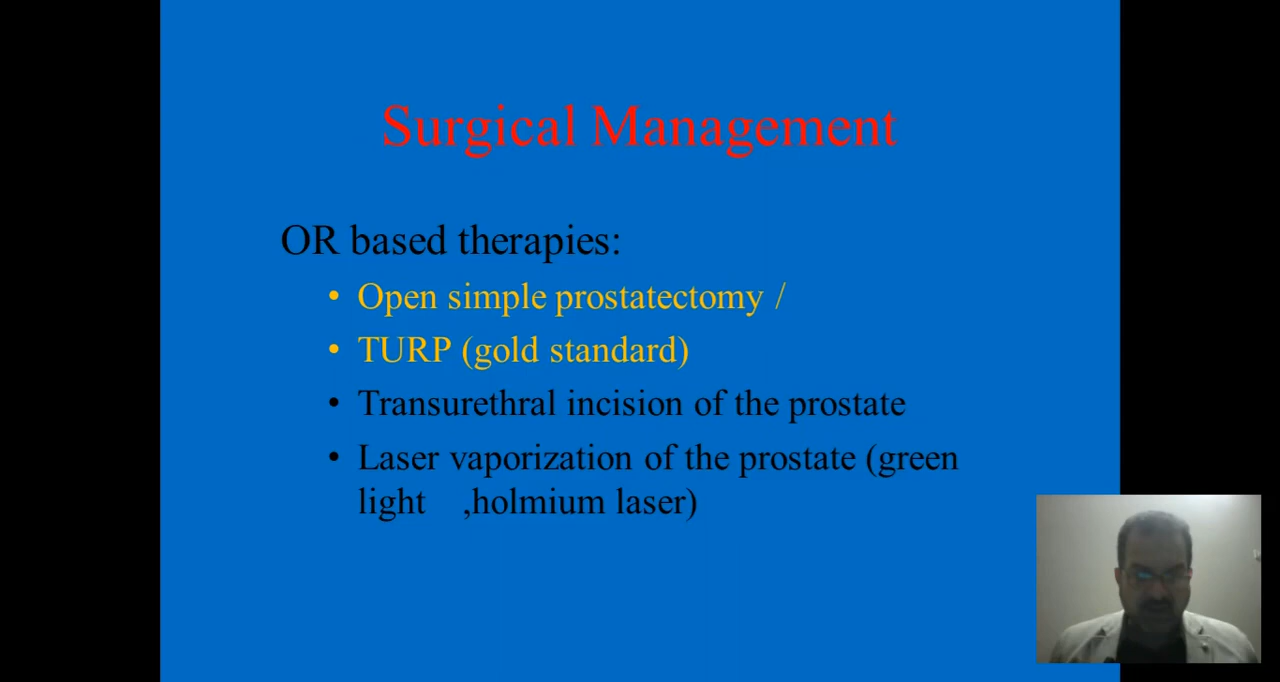 Surgical Management
OR based therapies:
• Open simple prostatectomy /
• TURP (gold standard)
• Transurethral incision of the prostate
• Laser vaporization of the prostate (green
light ,holmium laser)